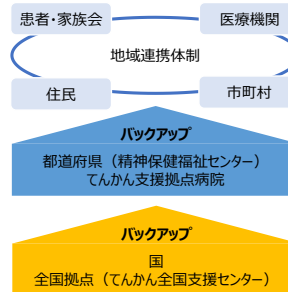 患者・家族会
医療機関
地域連携体制
住民
市町村
バックアップ
都道府県（精神保健福祉センター）
てんかん支援拠点病院
バックアップ
国
全国拠点（てんかん全国支援センター）